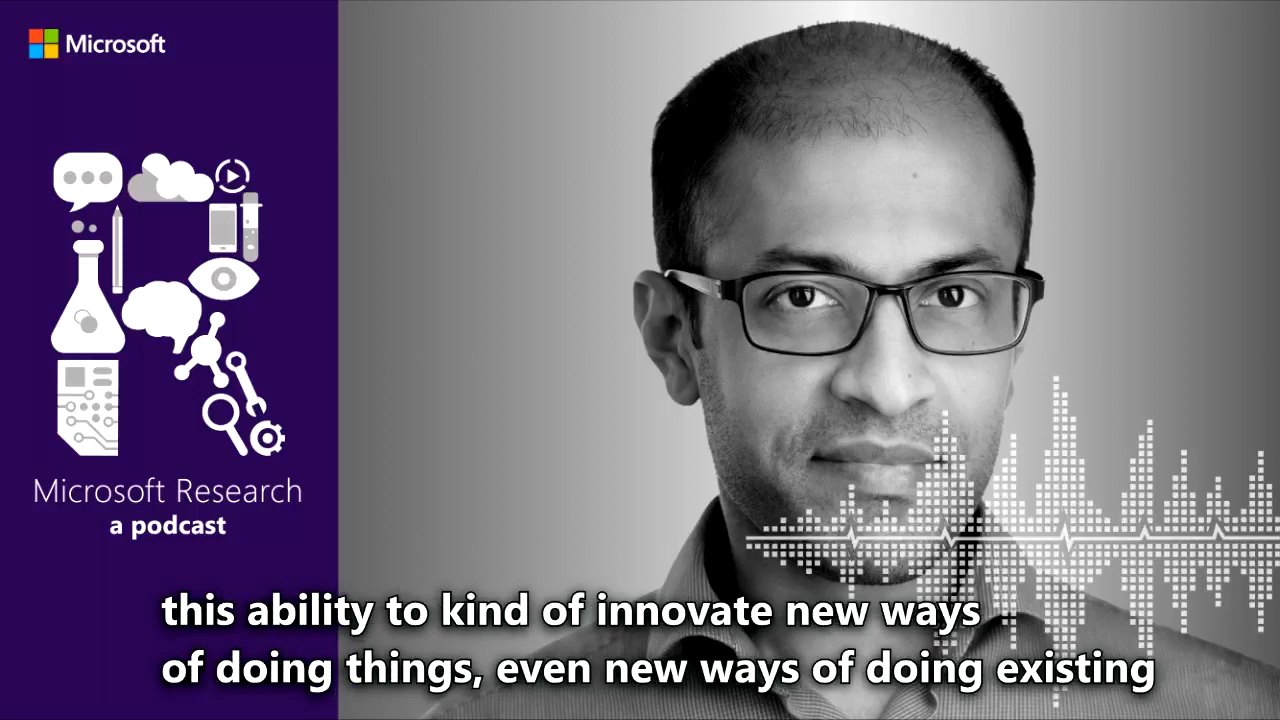 Microsoft
Microsoft Research
a podcast
this ability to kind of innovate new ways
of doing things, even new ways of doing existing